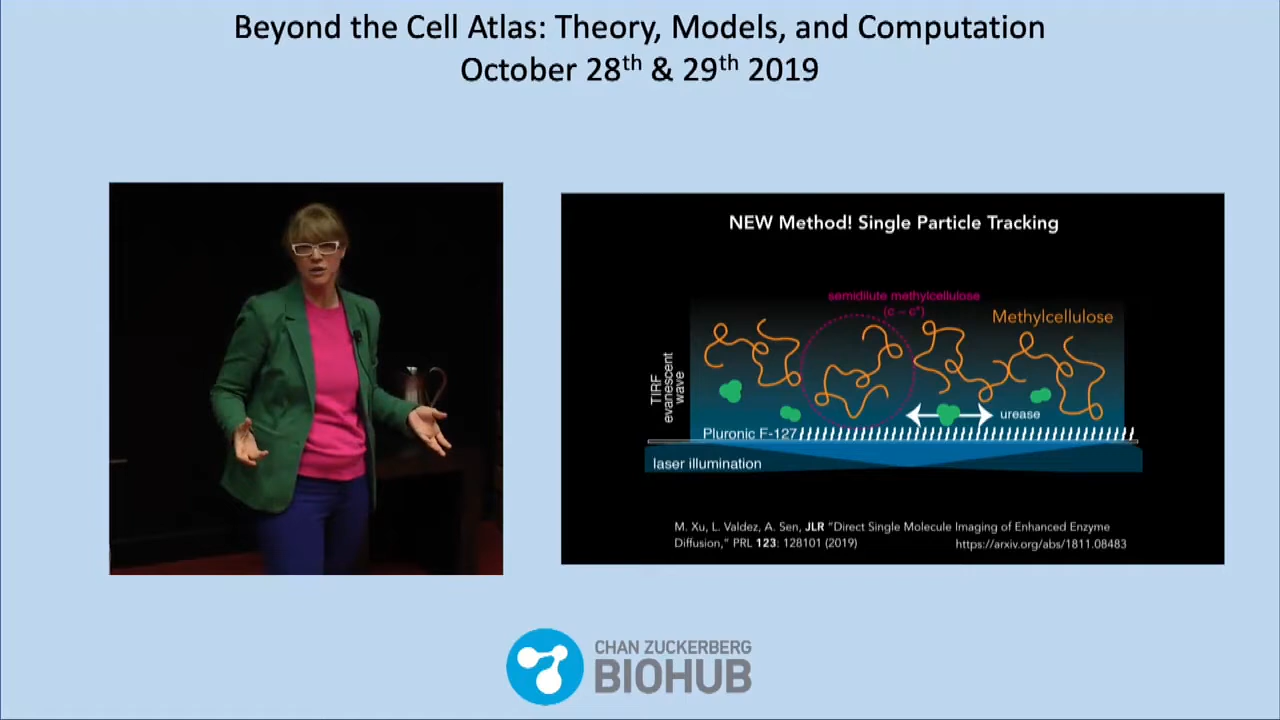 Beyond the Cell Atlas: Theory, Models, and Computation
October 28th & 29th 2019
NEW Method! Single Particle Tracking
semidilute methylcellulose
(c ~ c*)
Methylcellulose
TIRF
evanescent
wave
urease
Pluronic F-127
laser illumination
M. Xu, L. Valdez, A. Sen, JLR "Direct Single Molecule Imaging of Enhanced Enzyme
Diffusion," PRL 123: 128101 (2019)
https://arxiv.org/abs/1811.08483
CHAN ZUCKERBERG
BIOHUB